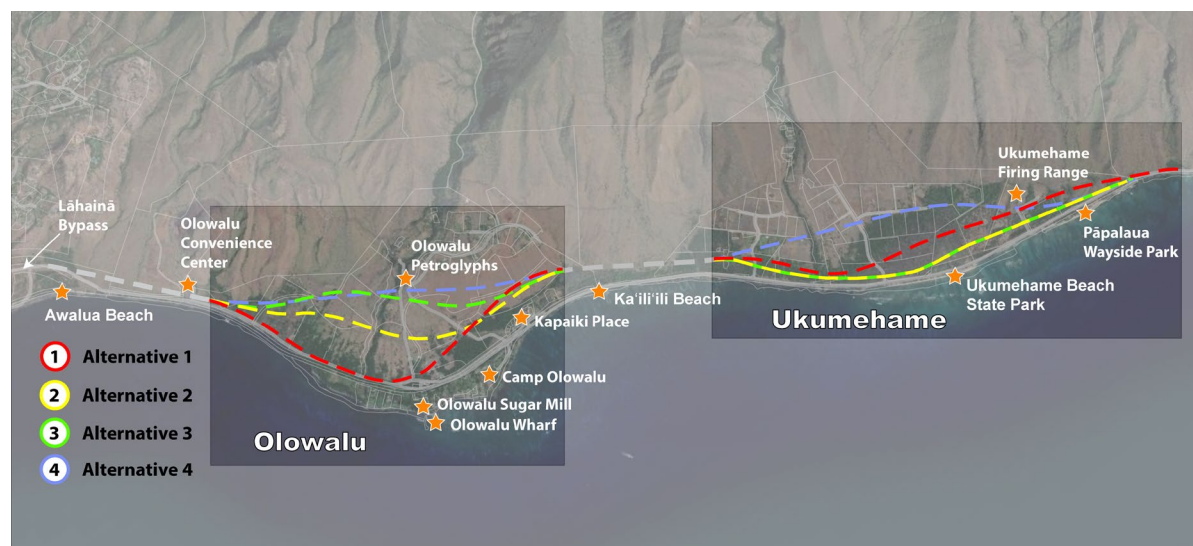 Lāhainā
Bypass
Olowalu
Convenience
Center
Olowalu
Petroglyphs
Ukumehame
Firing Range
Pāpalaua
Wayside Park
Awalua Beach
Ka'ili'ili Beach
Ukumehame Beach
State Park
Kapaiki Place
Ukumehame
1 Alternative 1
2 Alternative 2
3 Alternative 3
4 Alternative 4
Camp Olowalu
Olowalu Sugar Mill
Olowalu Wharf
Olowalu